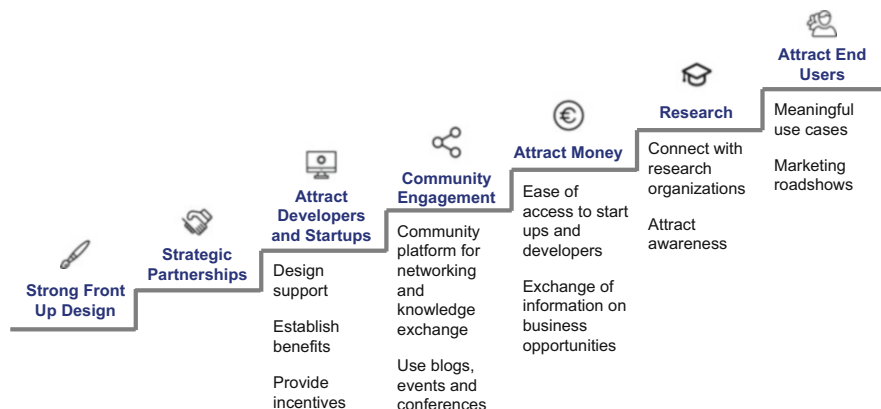 Strong Front
Up Design
Strategic
Partnerships
Attract
Developers
and Startups
Design
support
Establish
benefits
Provide
incentives
Community
Engagement
Community
platform for
networking
and
knowledge
exchange
Use blogs,
events and
conferences
Attract Money
Ease of
access to start
ups and
developers
Exchange of
information on
business
opportunities
Research
Connect with
research
organizations
Attract
awareness
Attract End
Users
Meaningful
use cases
Marketing
roadshows